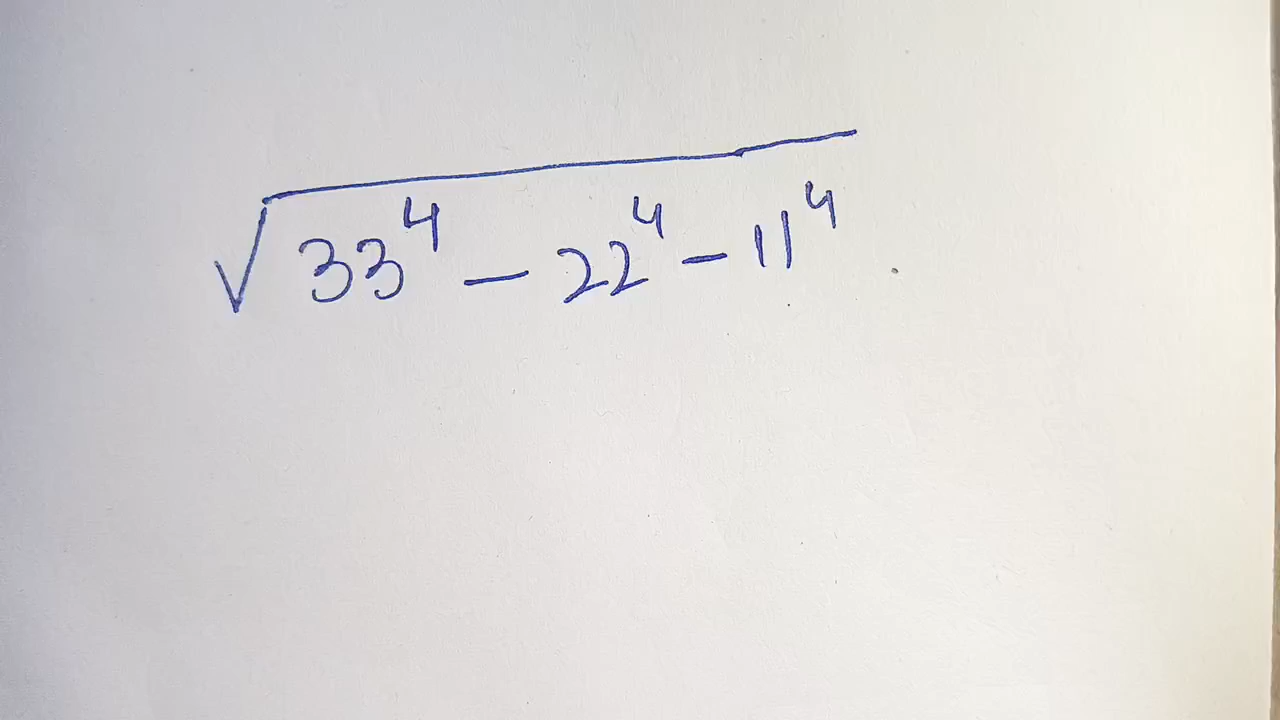 √(33⁴ - 22⁴ - 11⁴)